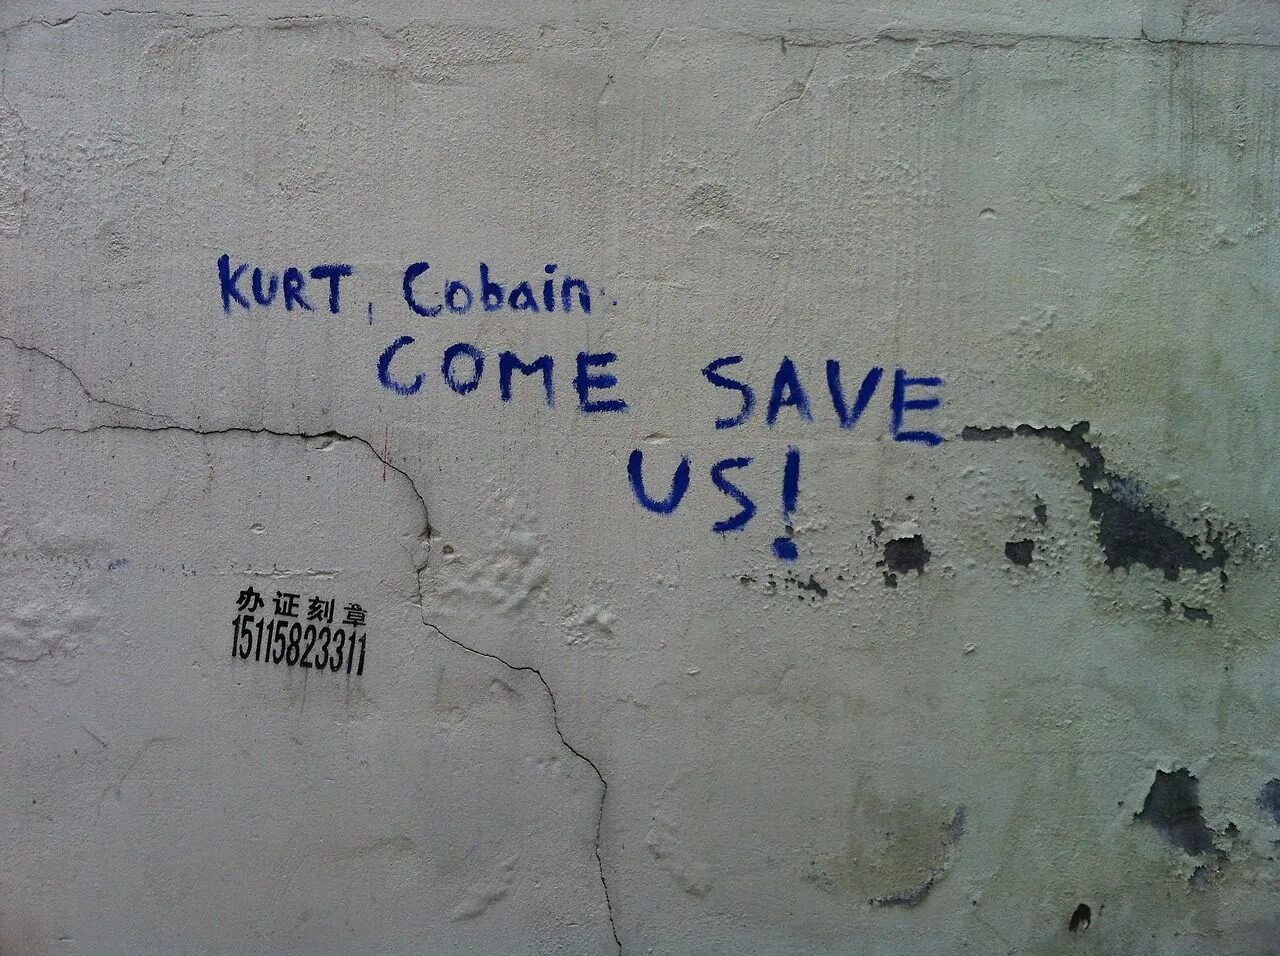 KURT, Cobain
COME SAVE
US!
办证刻章
15115823311